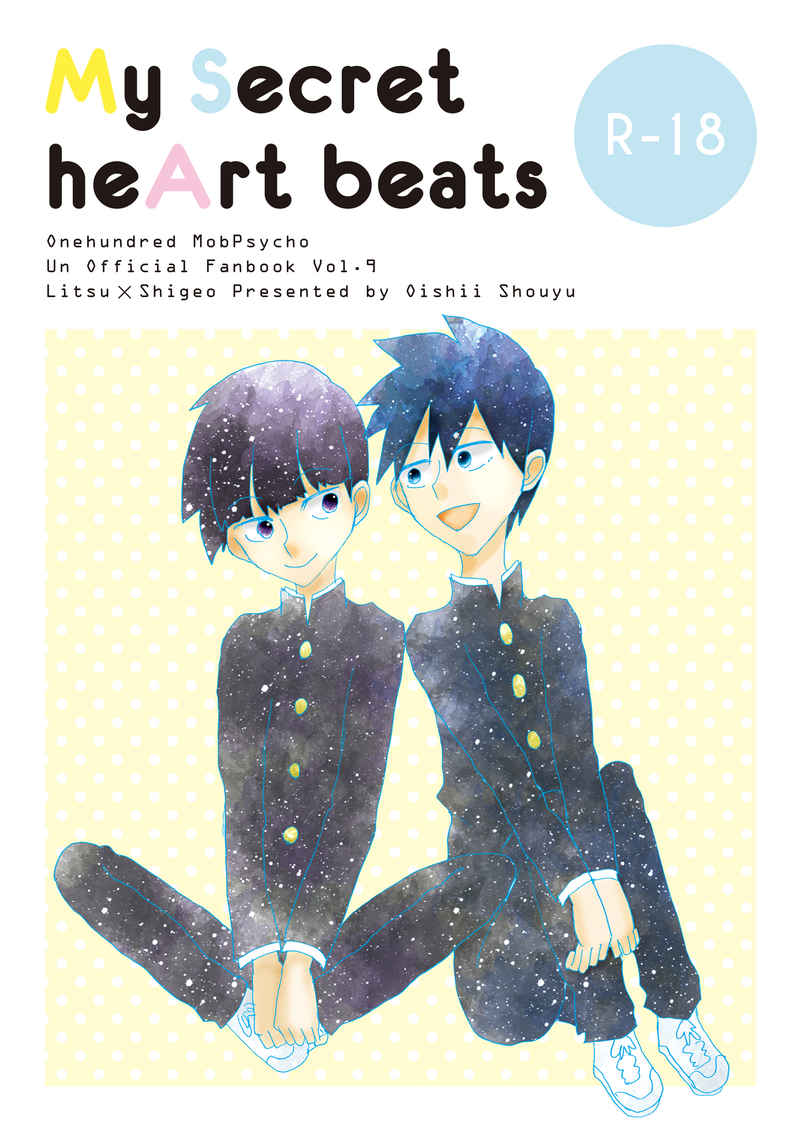 My Secret
heArt beats
R-18
Onehundred MobPsycho
Un Official Fanbook Vol.9
Litsu×Shigeo Presented by Oishii Shouyu